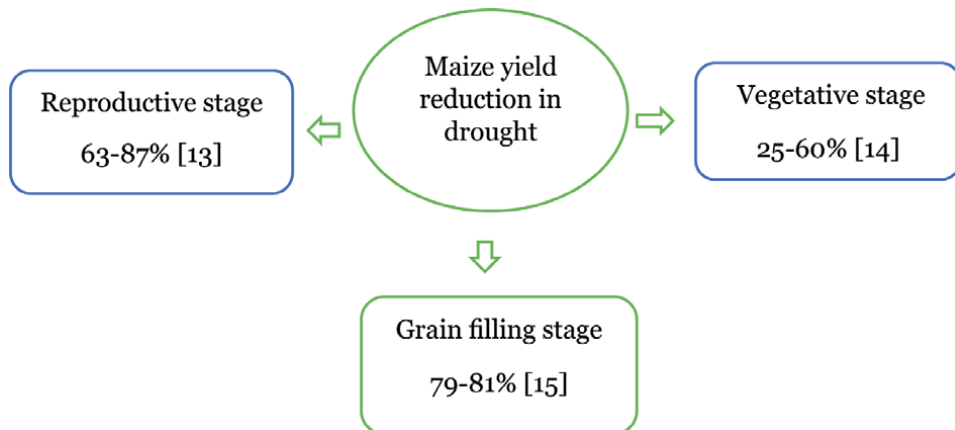 Maize yield
reduction in
drought
Reproductive stage
63-87% [13]
Vegetative stage
25-60% [14]
Grain filling stage
79-81% [15]